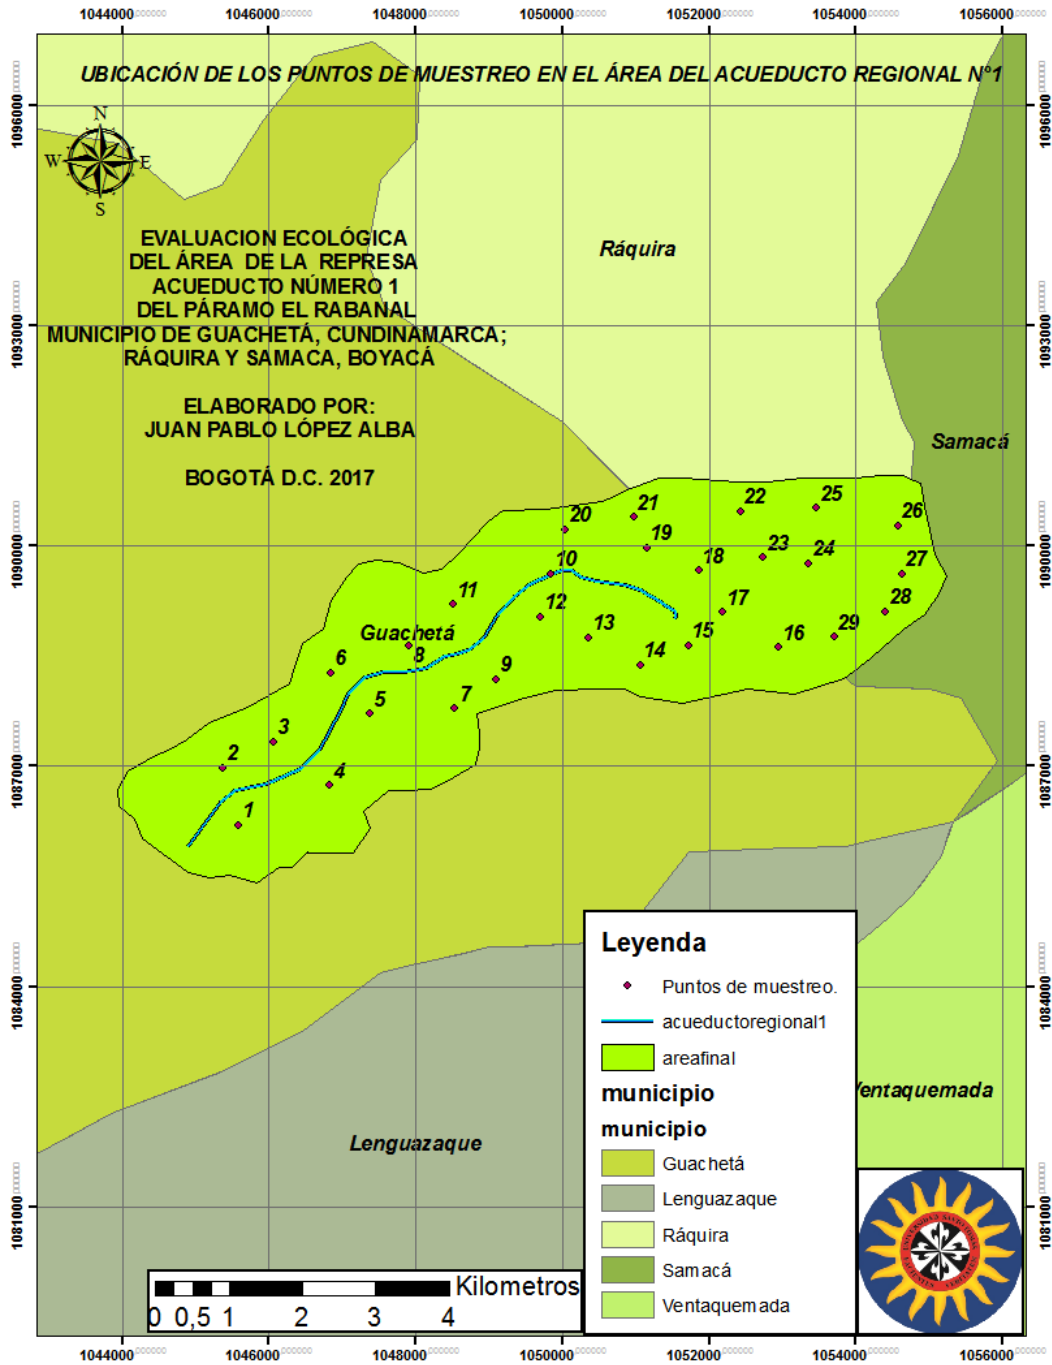 1044000 1046000 1048000 1050000 1052000 1054000 1056000
UBICACIÓN DE LOS PUNTOS DE MUESTREO EN EL ÁREA DEL ACUEDUCTO REGIONAL N°1
1096000 1096000
N
W E
S
EVALUACION ECOLÓGICA
DEL ÁREA DE LA REPRESA
ACUEDUCTO NÚMERO 1
DEL PÁRAMO EL RABANAL
MUNICIPIO DE GUACHETÁ, CUNDINAMARCA;
RÁQUIRA Y SAMACA, BOYACÁ
ELABORADO POR:
JUAN PABLO LÓPEZ ALBA
BOGOTÁ D.C. 2017
Ráquira
1093000 1093000
Samacá
25
22
26
21
20
19
1090000 1090000
23
24
18
10
27
11
12
17
28
13
Guachetá
15
16
29
8
14
6
9
5
7
3
2
4
1087000 1087000
1
Leyenda
Puntos de muestreo.
acueductoregional1
areafinal
municipio
municipio
Guachetá
Lenguazaque
Ráquira
Samacá
Ventaquemada
1084000 1084000
entaquemada
Lenguazaque
1081000 1081000
Kilometros
0 0,5 1 2 3 4
1044000 1046000 1048000 1050000 1052000 1054000 1056000